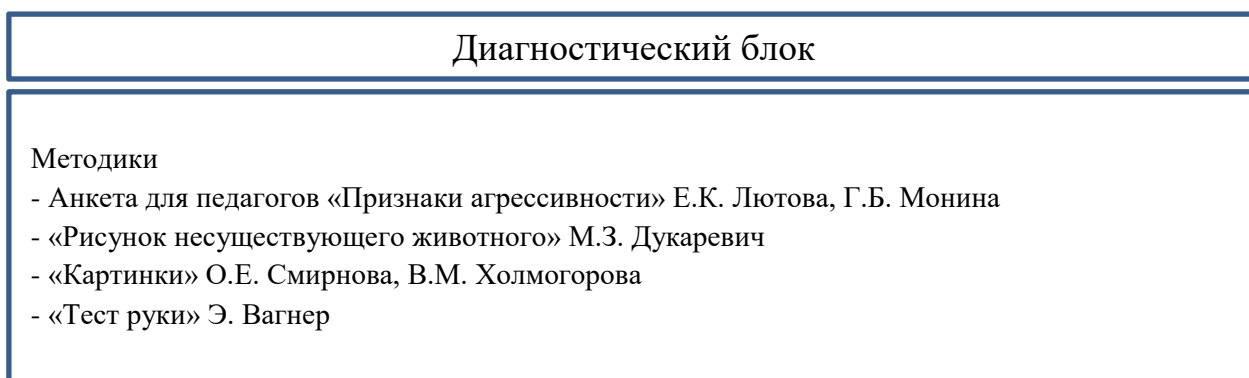 Диагностический блок
Методики
- Анкета для педагогов «Признаки агрессивности» Е.К. Лютова, Г.Б. Монина
- «Рисунок несуществующего животного» М.З. Дукаревич
- «Картинки» О.Е. Смирнова, В.М. Холмогорова
- «Тест руки» Э. Вагнер